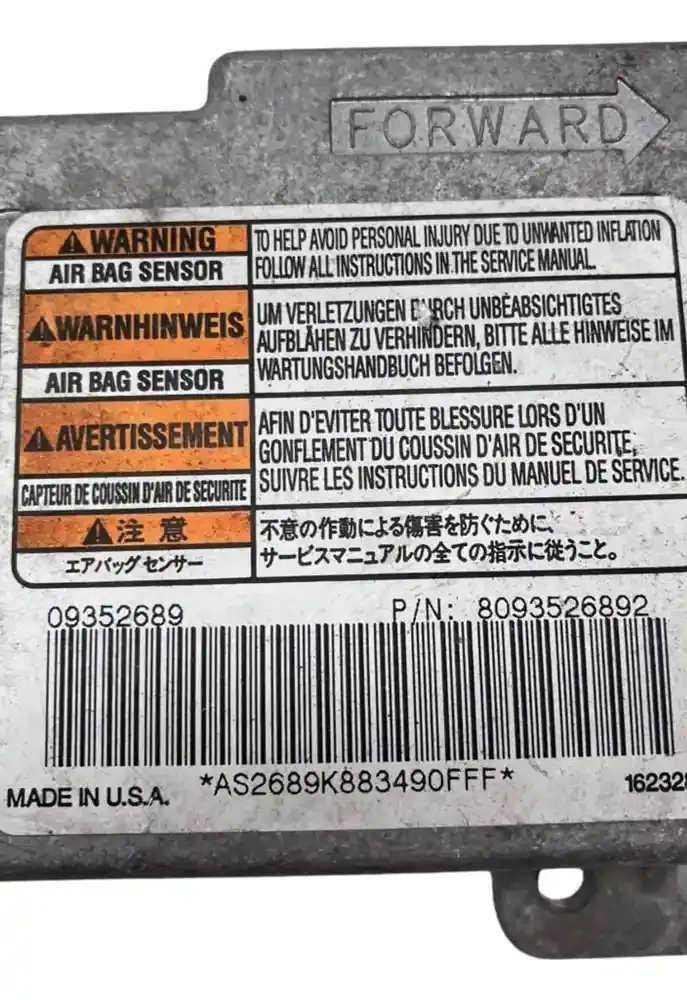 FORWARD
WARNING
AIR BAG SENSOR
TO HELP AVOID PERSONAL INJURY DUE TO UNWANTED INFLATION
FOLLOW ALL INSTRUCTIONS IN THE SERVICE MANUAL.
WARNHINWEIS
AIR BAG SENSOR
UM VERLETZUNGEN DURCH UNBEABSICHTIGTES
AUFBLÄHEN ZU VERHINDERN, BITTE ALLE HINWEISE IM
WARTUNGSHANDBUCH BEFOLGEN.
AVERTISSEMENT
CAPTEUR DE COUSSIN D'AIR DE SECURITE
AFIN D'EVITER TOUTE BLESSURE LORS D'UN
GONFLEMENT DU COUSSIN D'AIR DE SECURITE,
SUIVRE LES INSTRUCTIONS DU MANUEL DE SERVICE.
注意
エアバッグセンサー
不意の作動による傷害を防ぐために、
サービスマニュアルの全ての指示に従うこと。
09352689 P/N: 8093526892
*AS2689K883490FFF*
MADE IN U.S.A.